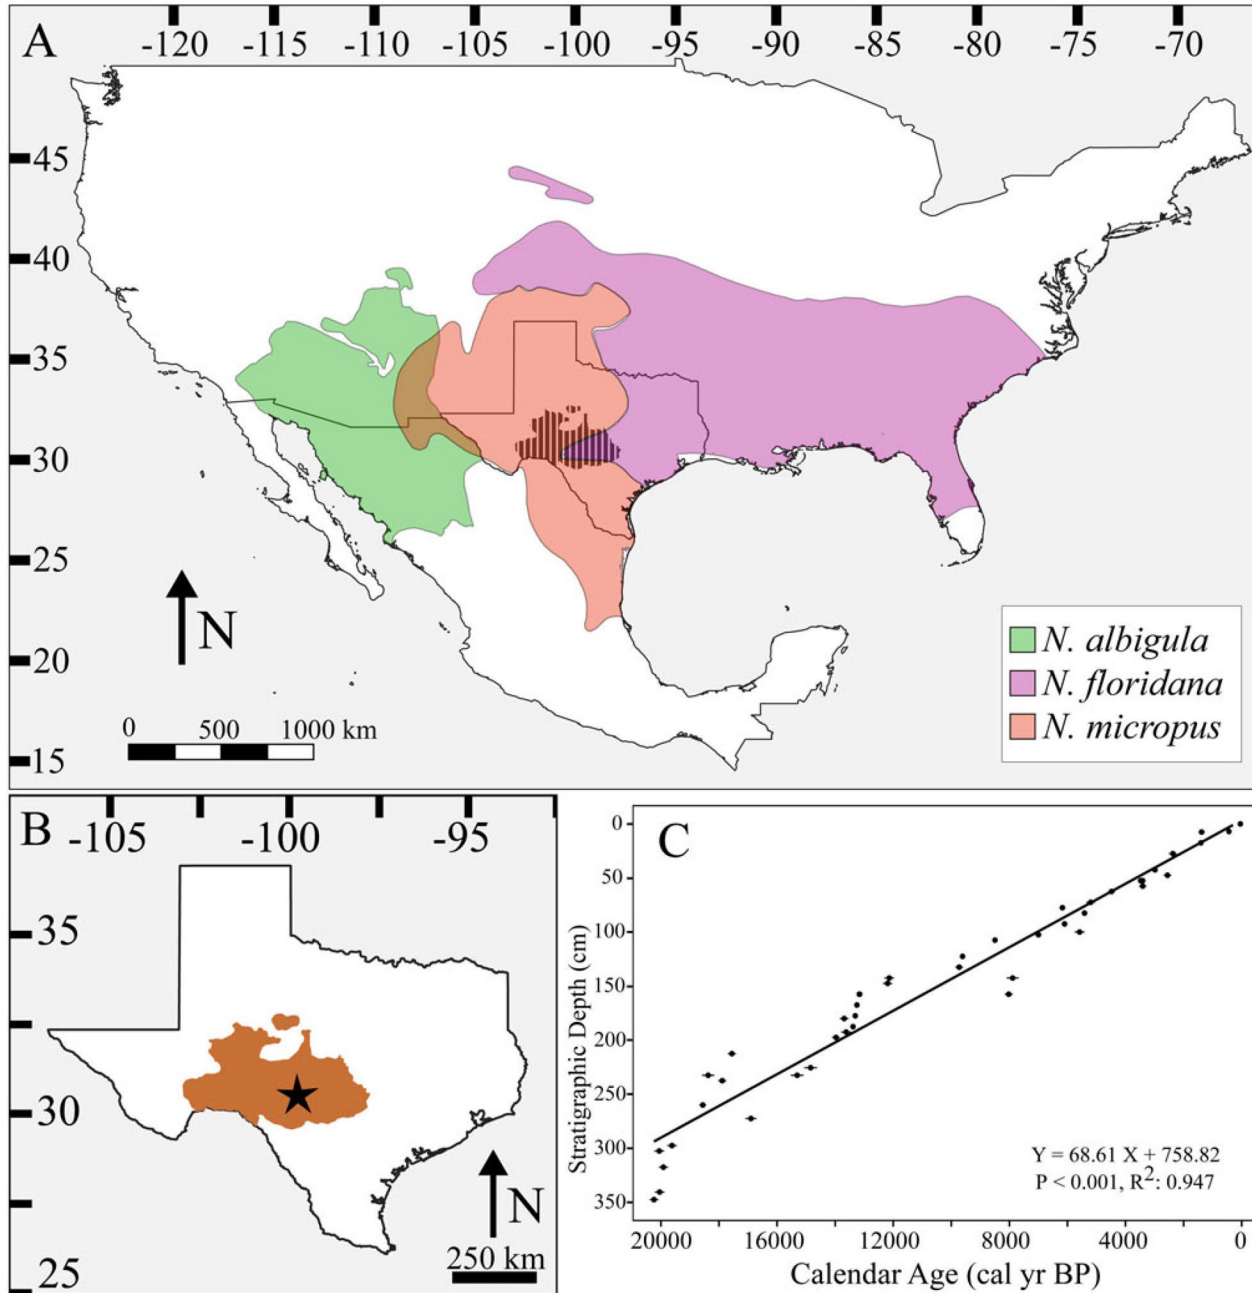 A
-120 -115 -110 -105 -100 -95 -90 -85 -80 -75 -70
45
40
35
30
25
20
15
N
0 500 1000 km
N. albigula
N. floridana
N. micropus
B
-105 -100 -95
35
30
25
N
250 km
C
0
50
100
150
200
250
300
350
Stratigraphic Depth (cm)
Y = 68.61 X + 758.82
P < 0.001, R2: 0.947
20000 16000 12000 8000 4000 0
Calendar Age (cal yr BP)